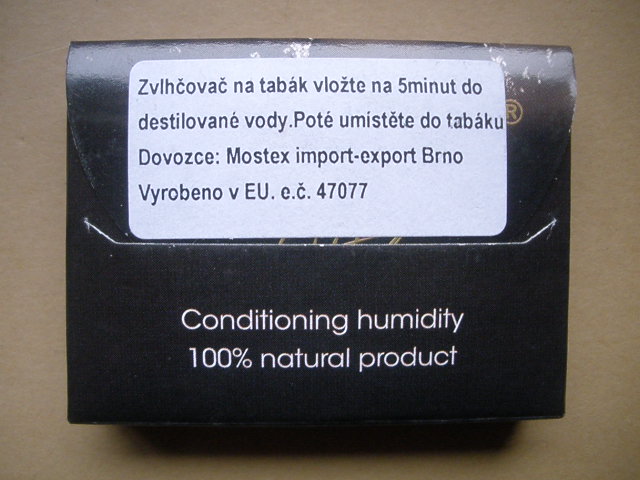 Zvlhčovač na tabák vložte na 5minut do
destilované vody.Poté umístěte do tabáku
Dovozce: Mostex import-export Brno
Vyrobeno v EU. e.č. 47077
®
Conditioning humidity
100% natural product